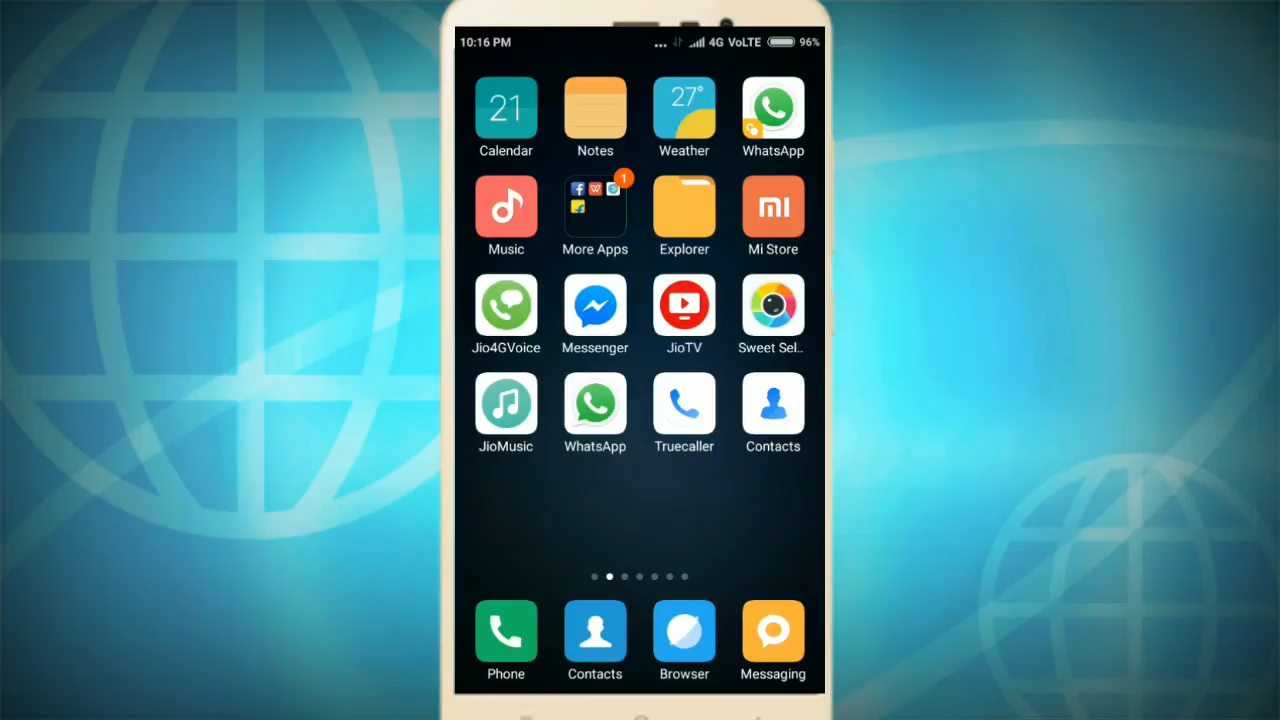 10:16 PM ... 4G VoLTE 96%
21 27°
Calendar Notes Weather WhatsApp
1
Music More Apps Explorer Mi Store
Jio4GVoice Messenger JioTV Sweet Sel..
JioMusic WhatsApp Truecaller Contacts
Phone Contacts Browser Messaging